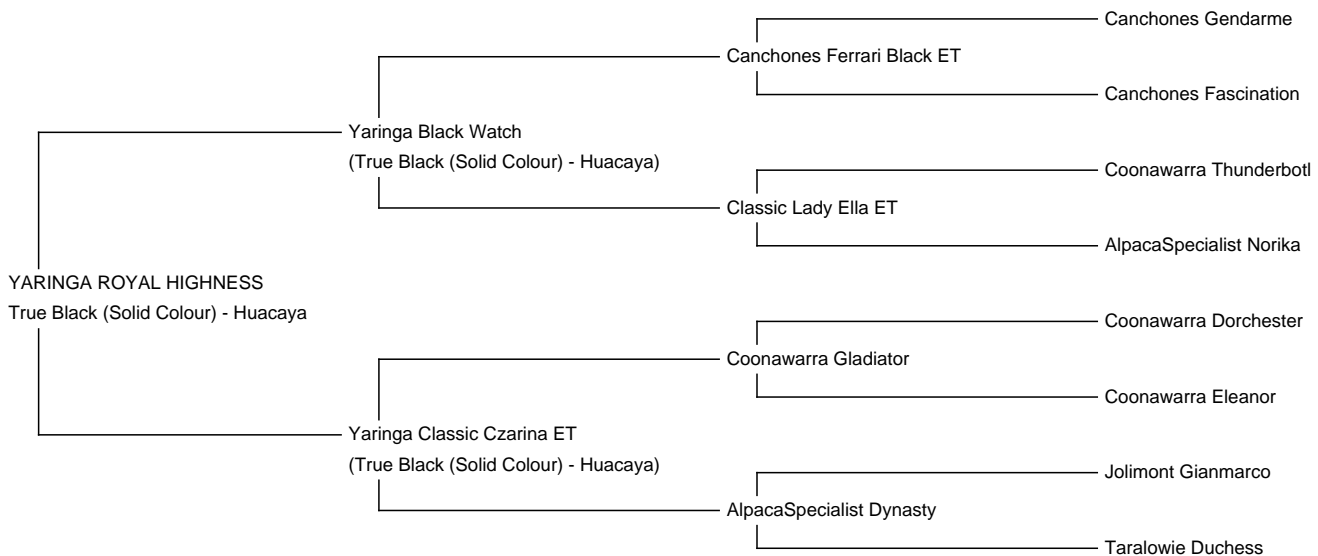 Canchones Gendarme
Canchones Ferrari Black ET
Canchones Fascination
Yaringa Black Watch
(True Black (Solid Colour) - Huacaya)
Coonawarra Thunderbotl
Classic Lady Ella ET
AlpacaSpecialist Norika
YARINGA ROYAL HIGHNESS
True Black (Solid Colour) - Huacaya
Coonawarra Dorchester
Coonawarra Gladiator
Coonawarra Eleanor
Yaringa Classic Czarina ET
(True Black (Solid Colour) - Huacaya)
Jolimont Gianmarco
AlpacaSpecialist Dynasty
Taralowie Duchess